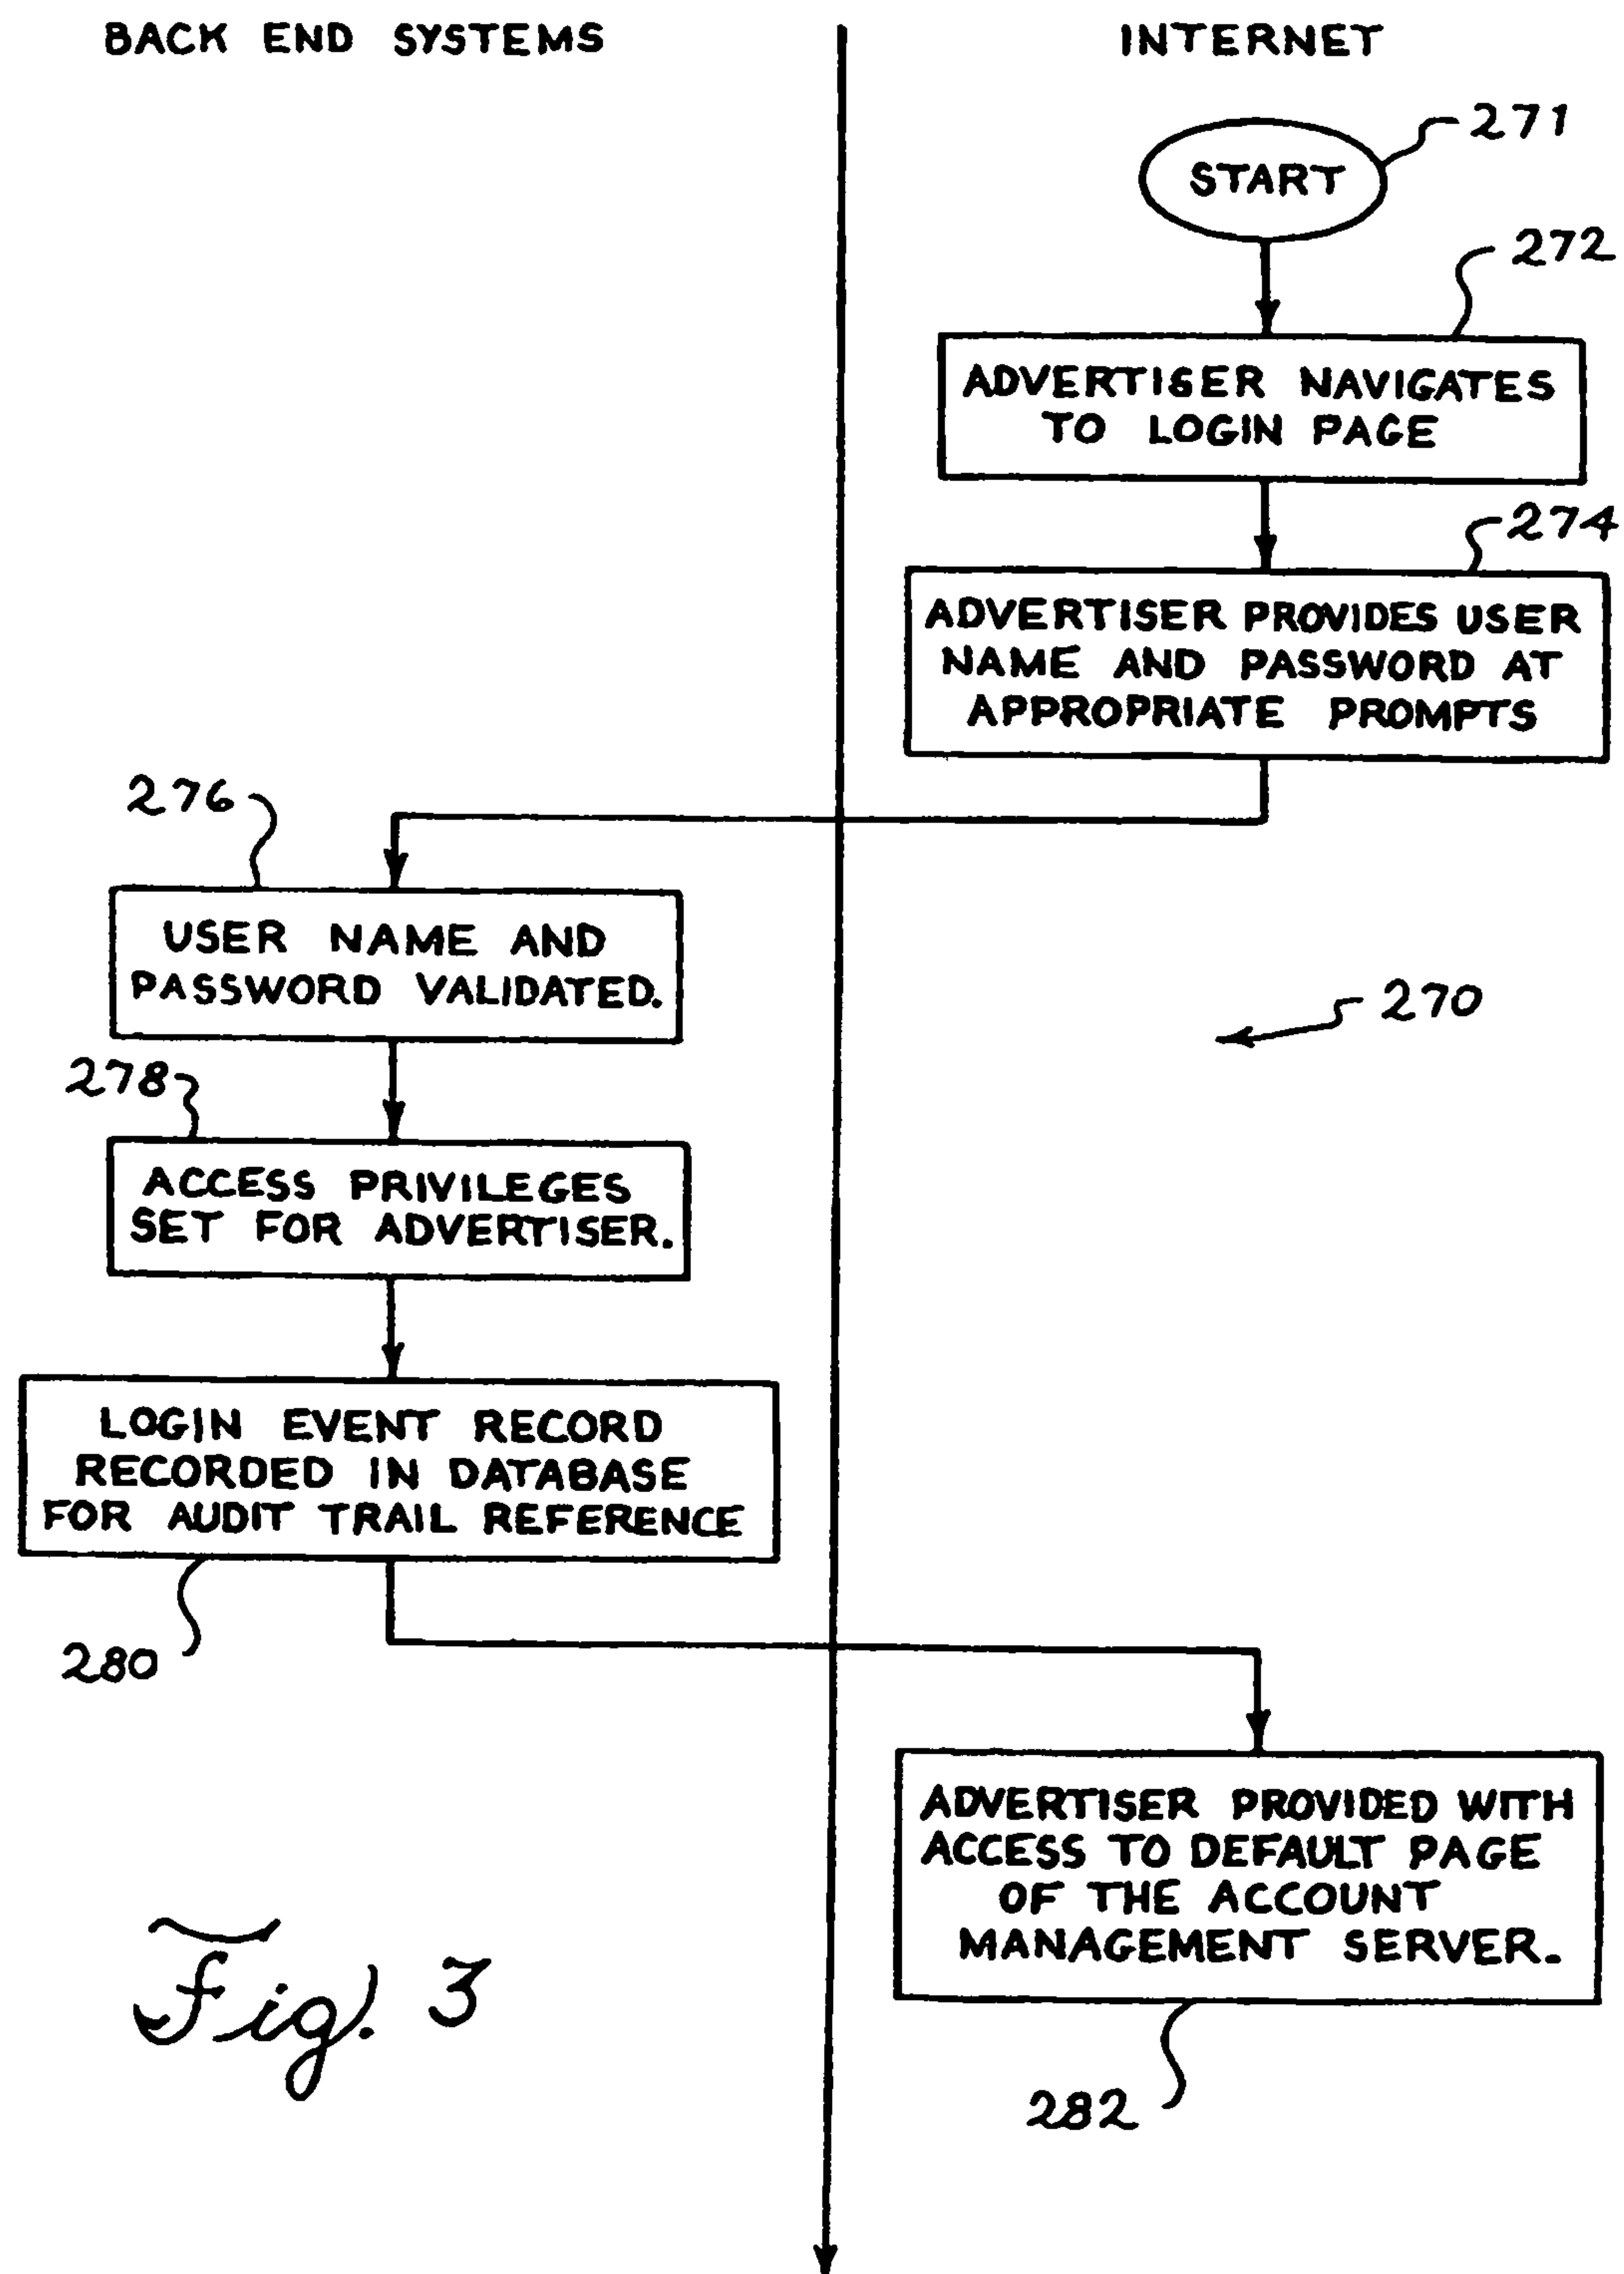 BACK END SYSTEMS
INTERNET
271
START
272
ADVERTISER NAVIGATES
TO LOGIN PAGE
274
ADVERTISER PROVIDES USER
NAME AND PASSWORD AT
APPROPRIATE PROMPTS
276
USER NAME AND
PASSWORD VALIDATED.
270
278
ACCESS PRIVILEGES
SET FOR ADVERTISER.
LOGIN EVENT RECORD
RECORDED IN DATABASE
FOR AUDIT TRAIL REFERENCE
280
ADVERTISER PROVIDED WITH
ACCESS TO DEFAULT PAGE
OF THE ACCOUNT
MANAGEMENT SERVER.
282
Fig. 3